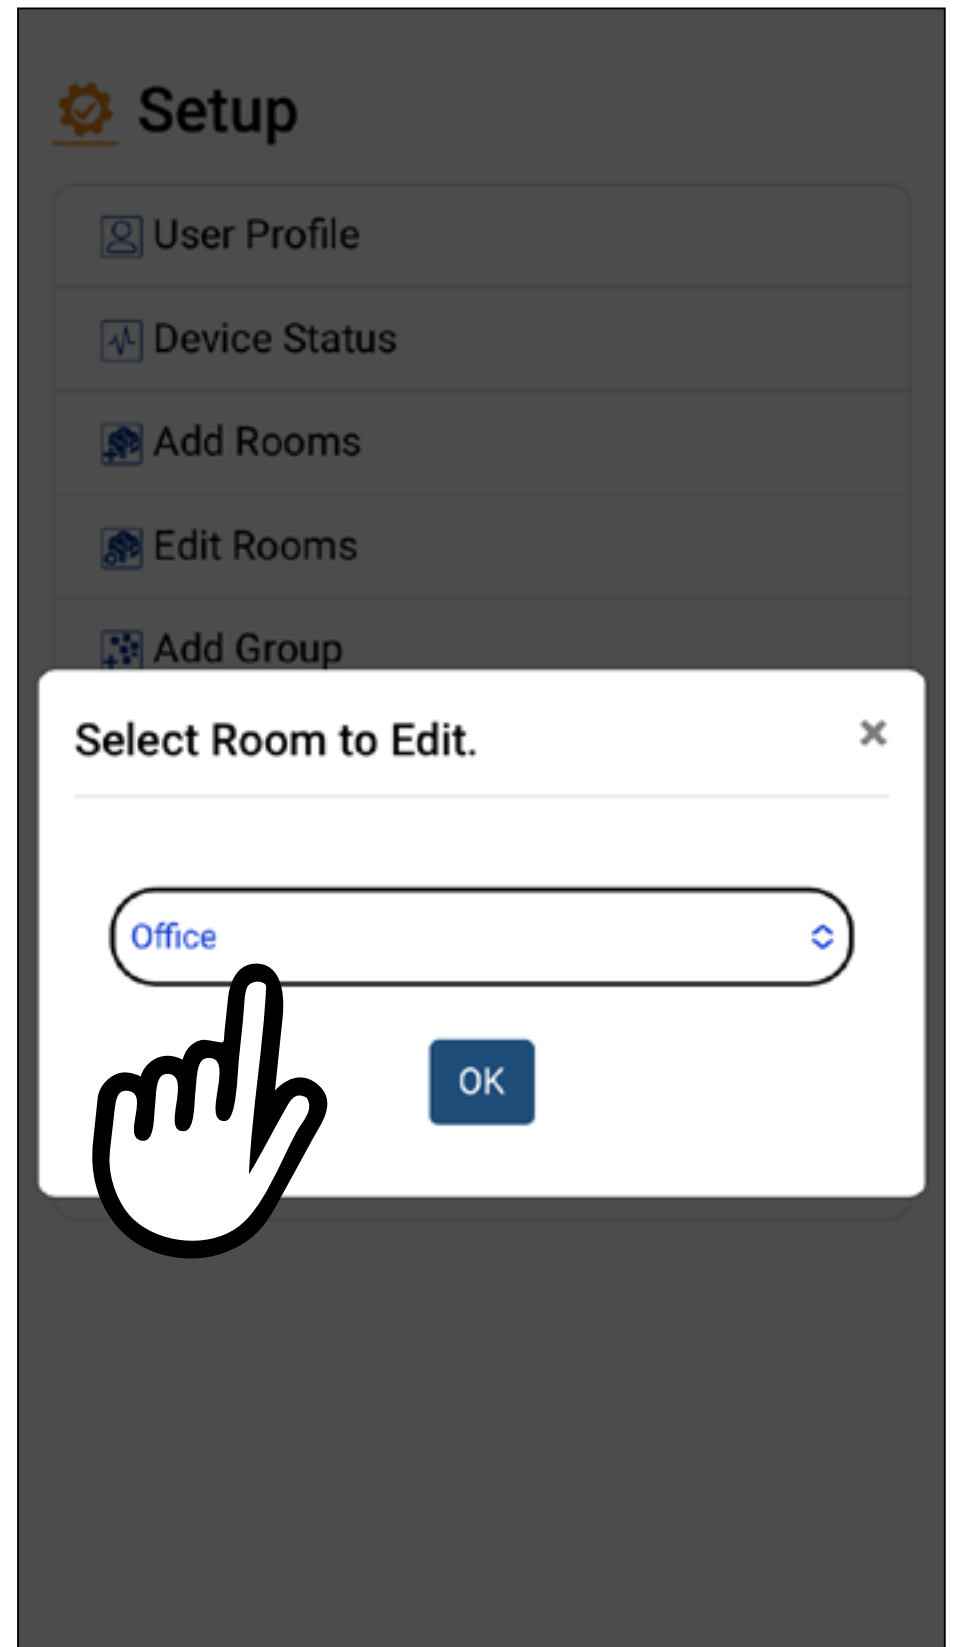 Setup
User Profile
Device Status
Add Rooms
Edit Rooms
Add Group
Select Room to Edit.
Office
OK